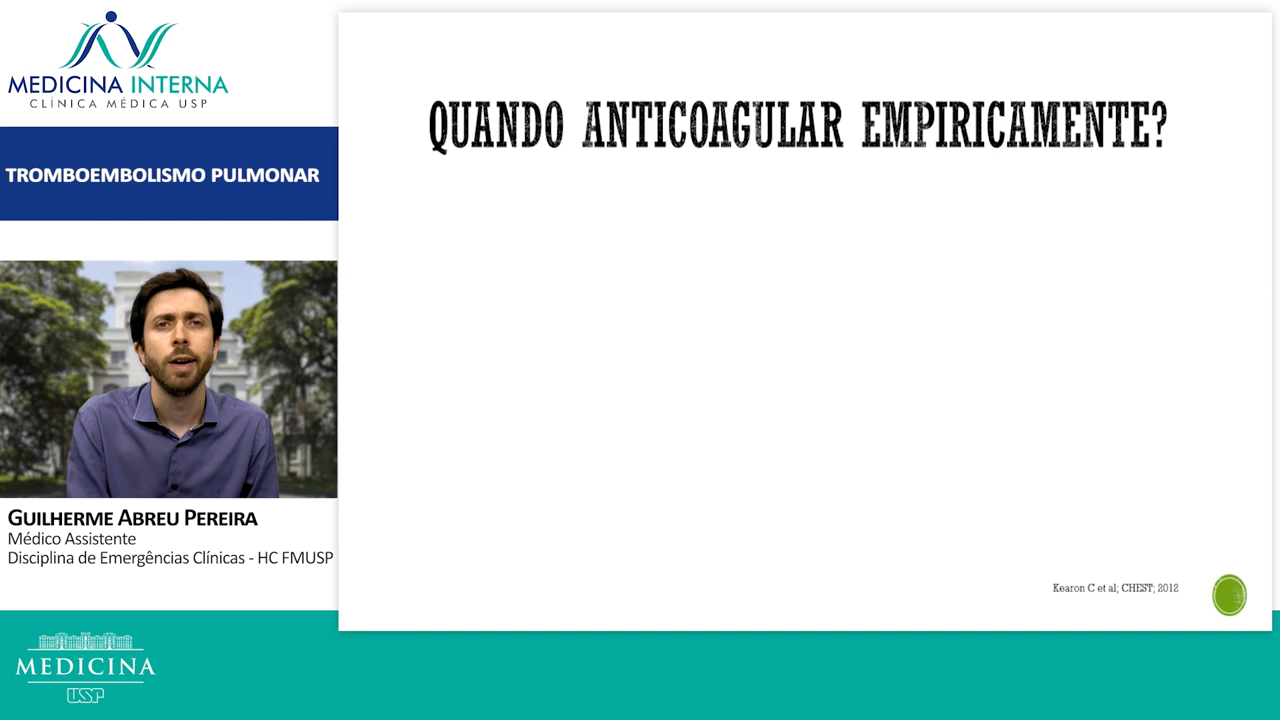 MEDICINA INTERNA
CLÍNICA MÉDICA USP
TROMBOEMBOLISMO PULMONAR
QUANDO ANTICOAGULAR EMPIRICAMENTE?
GUILHERME ABREU PEREIRA
Médico Assistente
Disciplina de Emergências Clínicas - HC FMUSP
Kearon C et al; CHEST; 2012
MEDICINA
USP